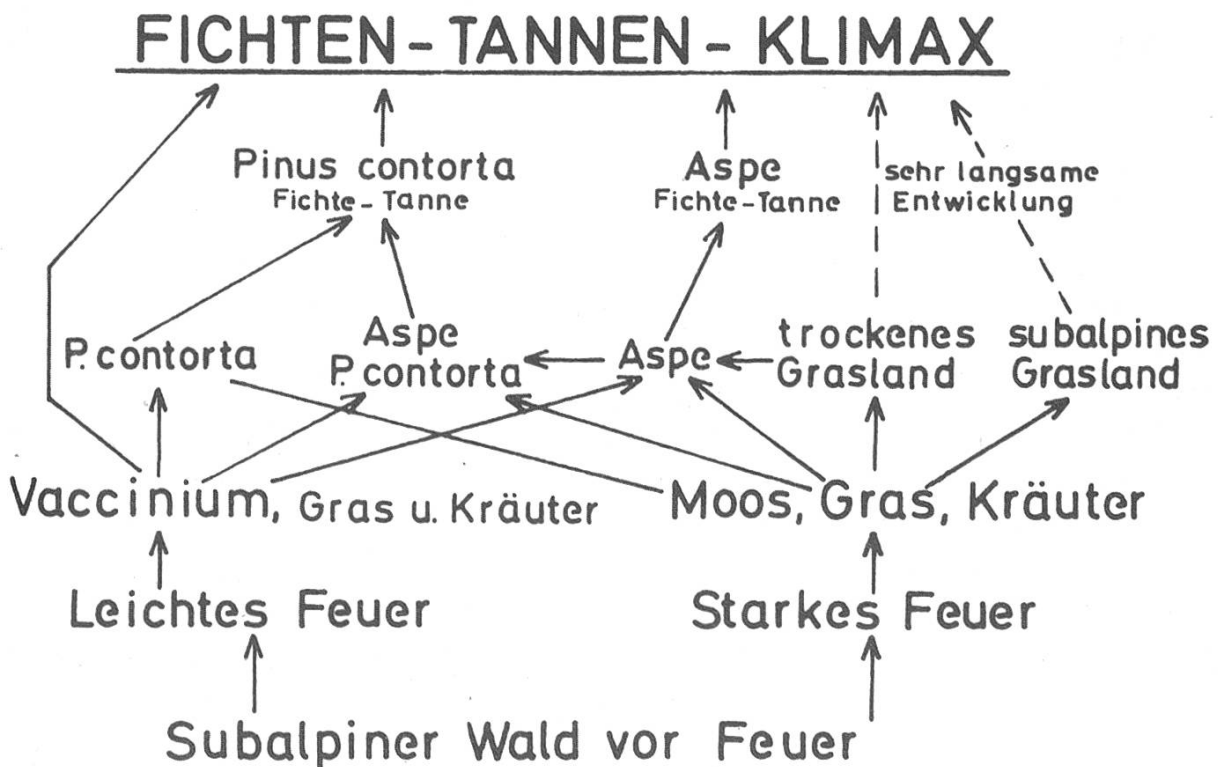 FICHTEN-TANNEN-KLIMAX
Pinus contorta
Fichte-Tanne
Aspe
Fichte-Tanne
sehr langsame
Entwicklung
P. contorta
Aspe
P. contorta
Aspe
trockenes
Grasland
subalpines
Grasland
Vaccinium, Gras u. Kräuter
Moos, Gras, Kräuter
Leichtes Feuer
Starkes Feuer
Subalpiner Wald vor Feuer